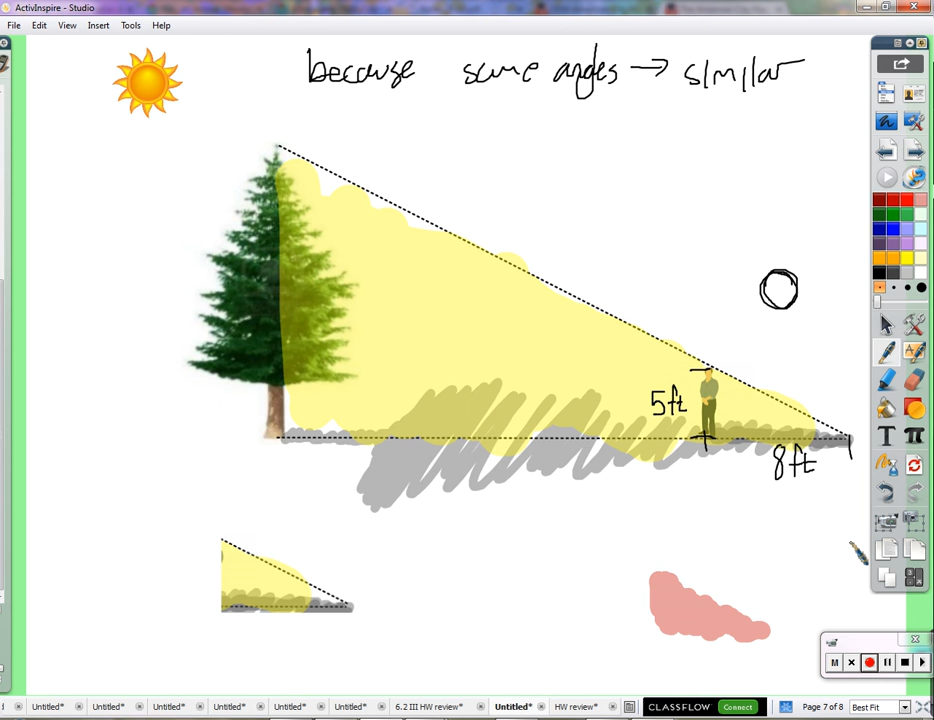 ActivInspire - Studio
File Edit View Insert Tools Help
because same angles → similar
5ft
8ft
M
d Untitled* Untitled* Untitled* Untitled* Untitled* Untitled* 6.2 III HW review* Untitled* HW review* CLASSFLOW Connect Page 7 of 8 Best Fit